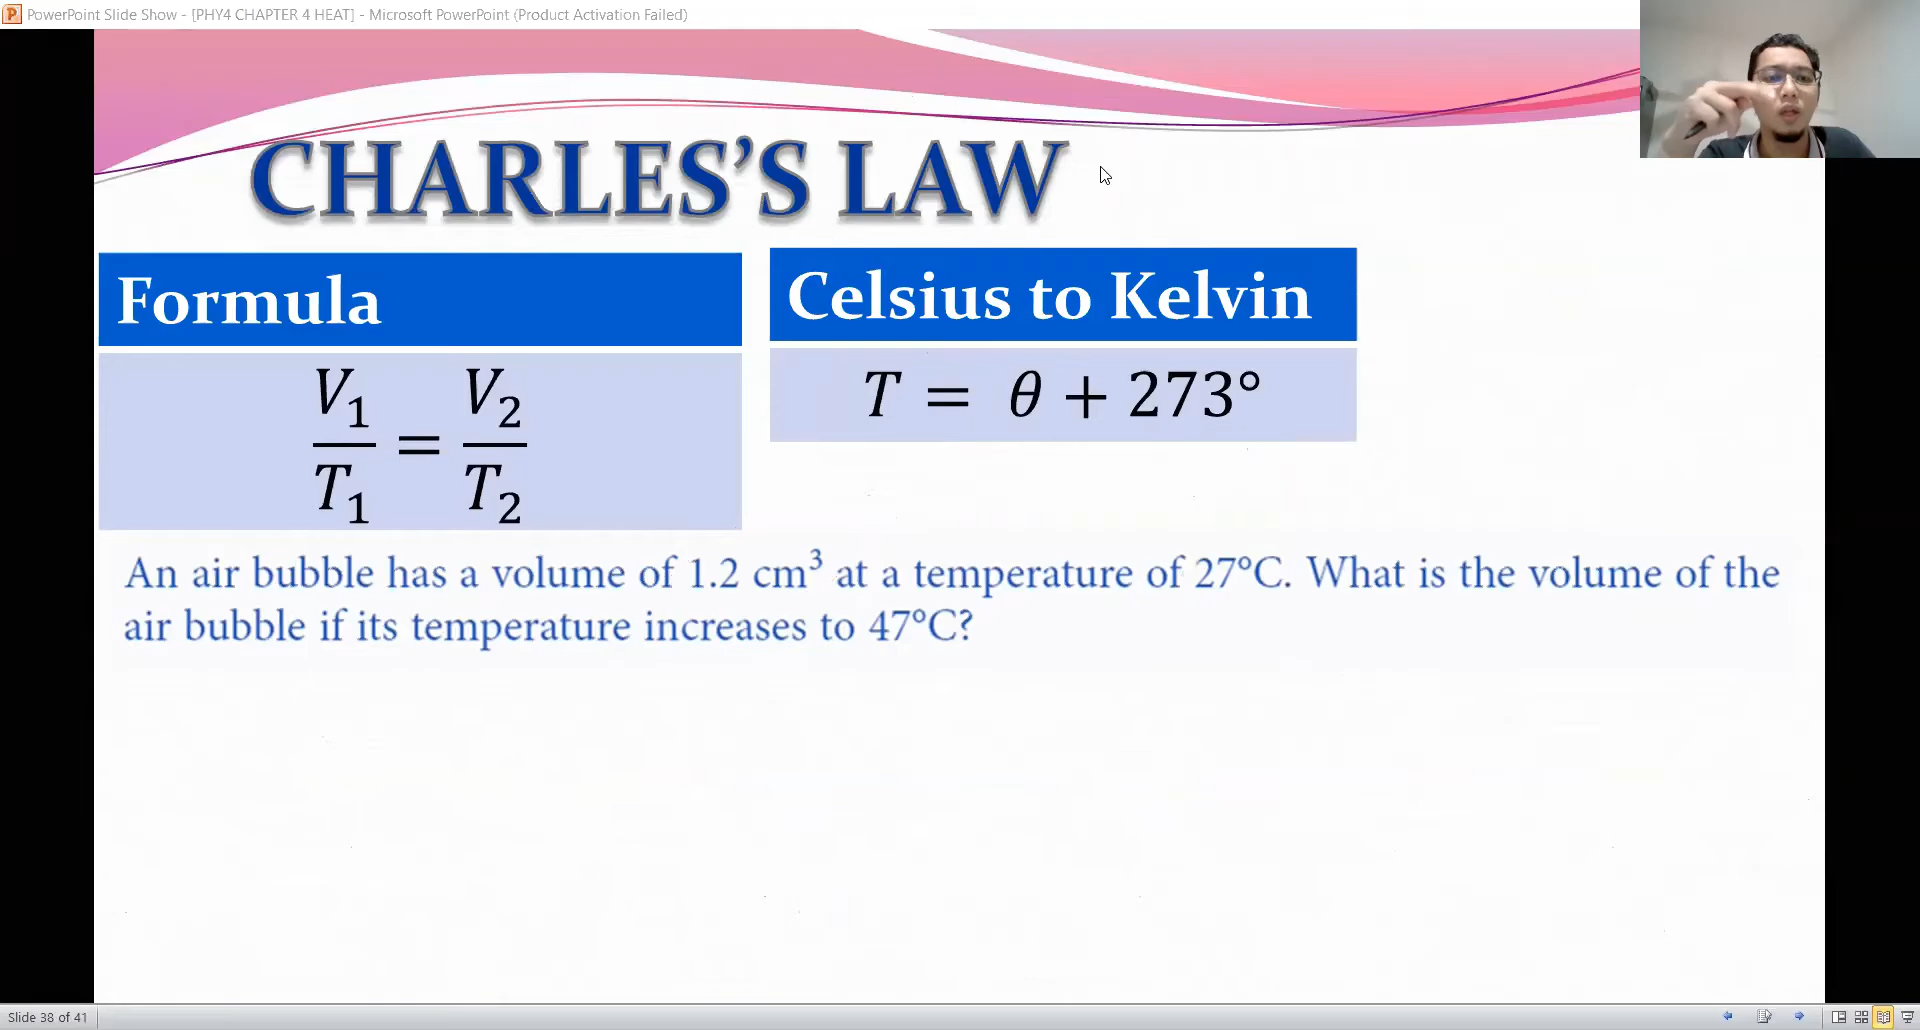 PowerPoint Slide Show - [PHY4 CHAPTER 4 HEAT] - Microsoft PowerPoint (Product Activation Failed)
CHARLES’S LAW
Formula
V₁/T₁ = V₂/T₂
Celsius to Kelvin
T = θ + 273°
An air bubble has a volume of 1.2 cm³ at a temperature of 27°C. What is the volume of the
air bubble if its temperature increases to 47°C?
Slide 38 of 41